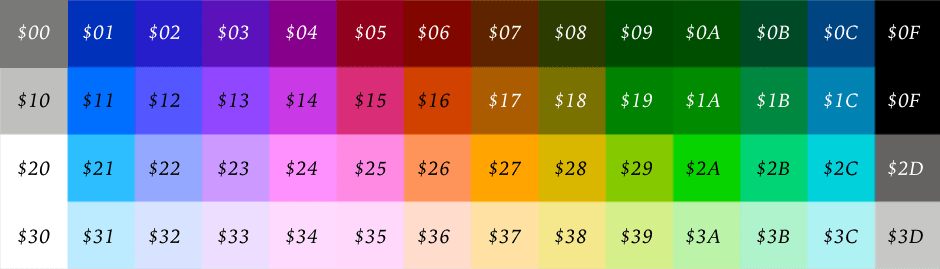 $00 $01 $02 $03 $04 $05 $06 $07 $08 $09 $0A $0B $0C $0F
$10 $11 $12 $13 $14 $15 $16 $17 $18 $19 $1A $1B $1C $0F
$20 $21 $22 $23 $24 $25 $26 $27 $28 $29 $2A $2B $2C $2D
$30 $31 $32 $33 $34 $35 $36 $37 $38 $39 $3A $3B $3C $3D